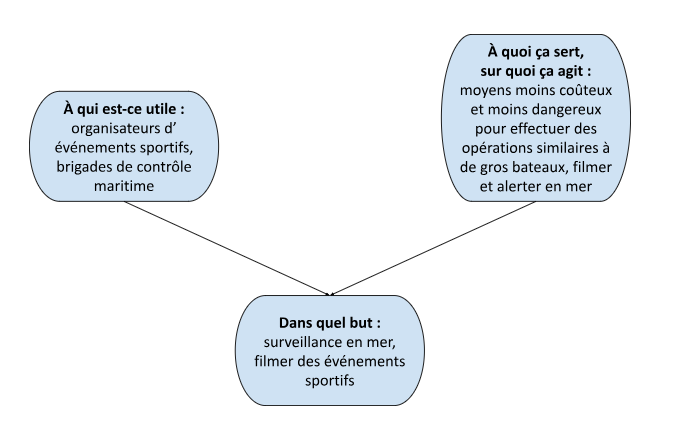 À qui est-ce utile :
organisateurs d’
événements sportifs,
brigades de contrôle
maritime
À quoi ça sert,
sur quoi ça agit :
moyens moins coûteux
et moins dangereux
pour effectuer des
opérations similaires à
de gros bateaux, filmer
et alerter en mer
Dans quel but :
surveillance en mer,
filmer des événements
sportifs